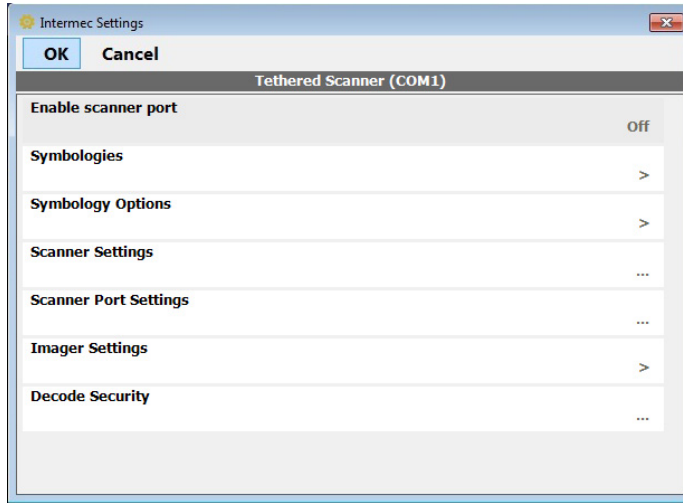 Intermec Settings
OK Cancel
Tethered Scanner (COM1)
Enable scanner port
Off
Symbologies
>
Symbology Options
>
Scanner Settings
...
Scanner Port Settings
...
Imager Settings
>
Decode Security
...